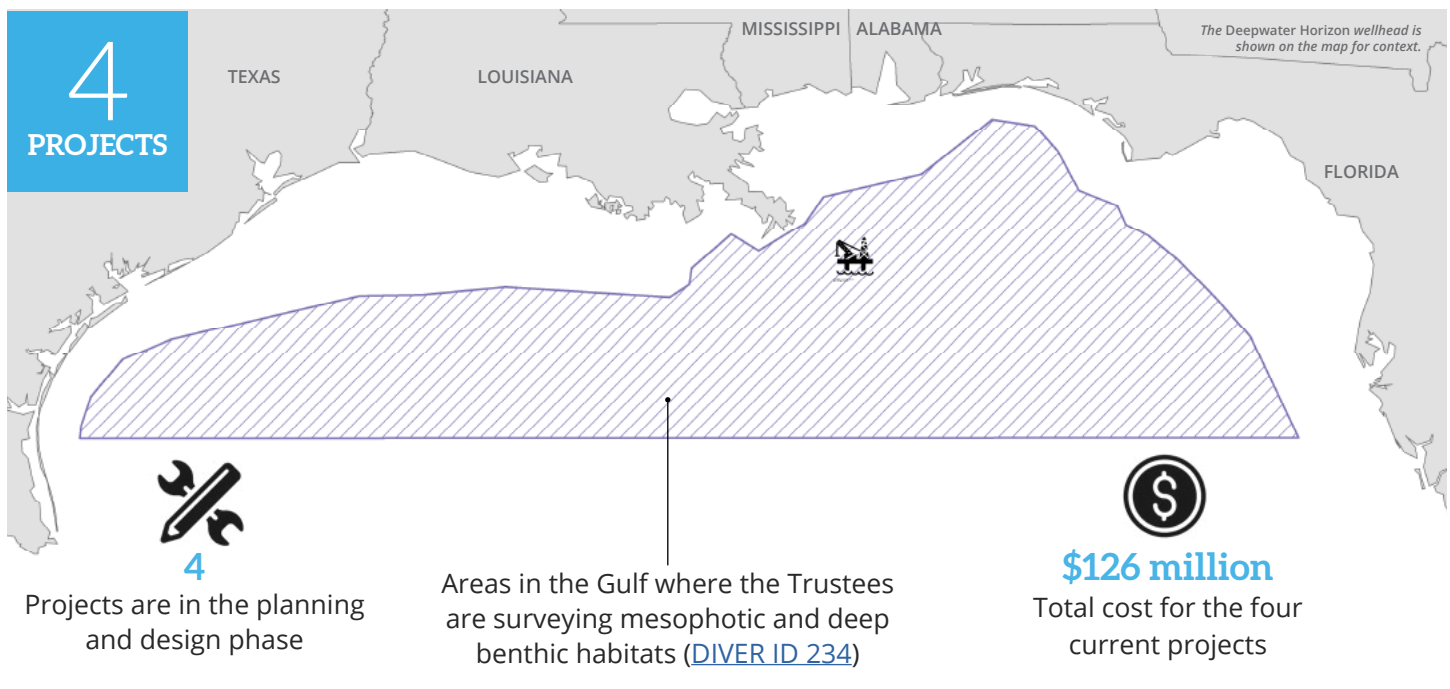 4
PROJECTS
TEXAS
LOUISIANA
MISSISSIPPI
ALABAMA
The Deepwater Horizon wellhead is
shown on the map for context.
FLORIDA
4
Projects are in the planning
and design phase
Areas in the Gulf where the Trustees
are surveying mesophotic and deep
benthic habitats (DIVER ID 234)
$126 million
Total cost for the four
current projects